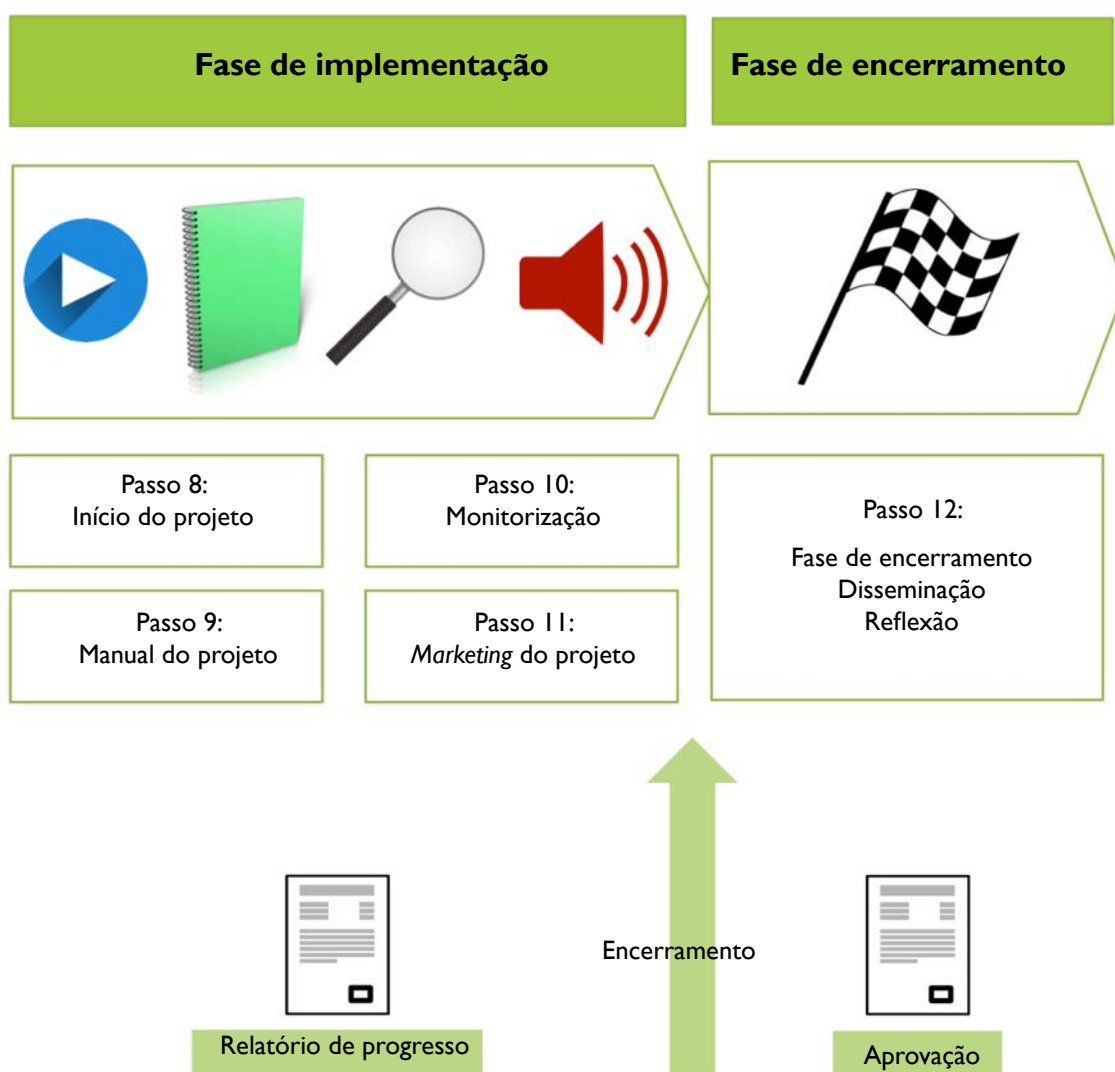 Fase de implementação
Fase de encerramento
Passo 8:
Início do projeto
Passo 9:
Manual do projeto
Passo 10:
Monitorização
Passo 11:
Marketing do projeto
Passo 12:
Fase de encerramento
Disseminação
Reflexão
Encerramento
Relatório de progresso
Aprovação